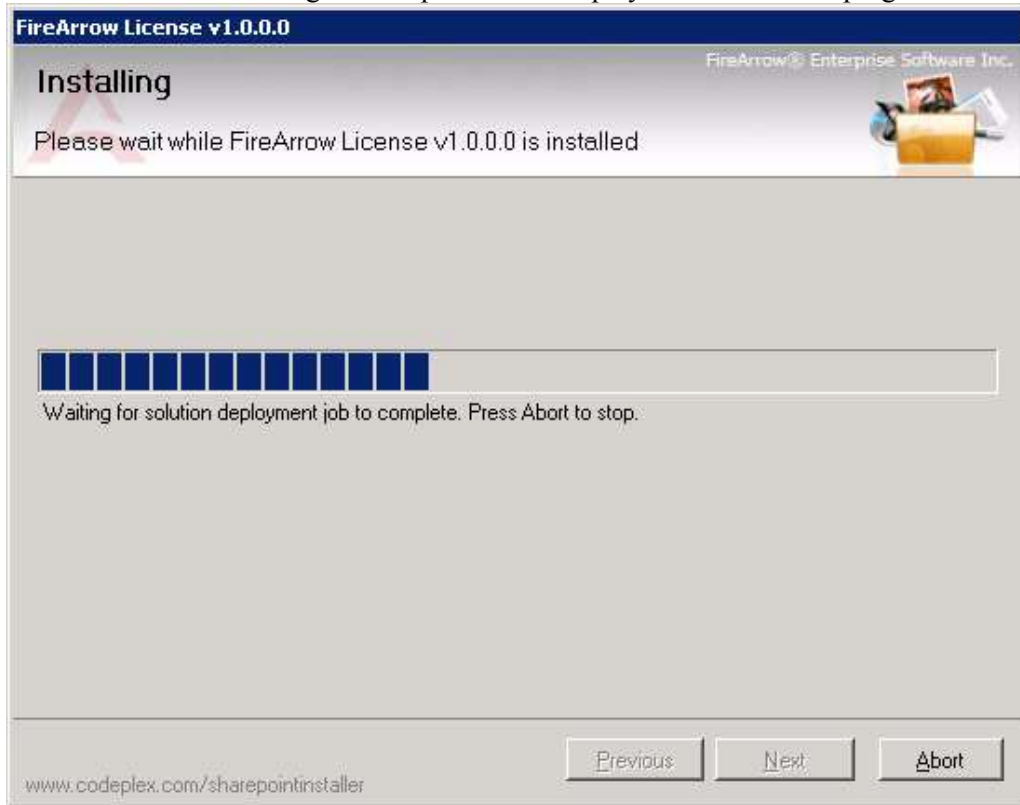 FireArrow License v1.0.0.0
FireArrow® Enterprise Software Inc.
Installing
Please wait while FireArrow License v1.0.0.0 is installed
Waiting for solution deployment job to complete. Press Abort to stop.
Previous Next Abort
www.codeplex.com/sharepointinstaller